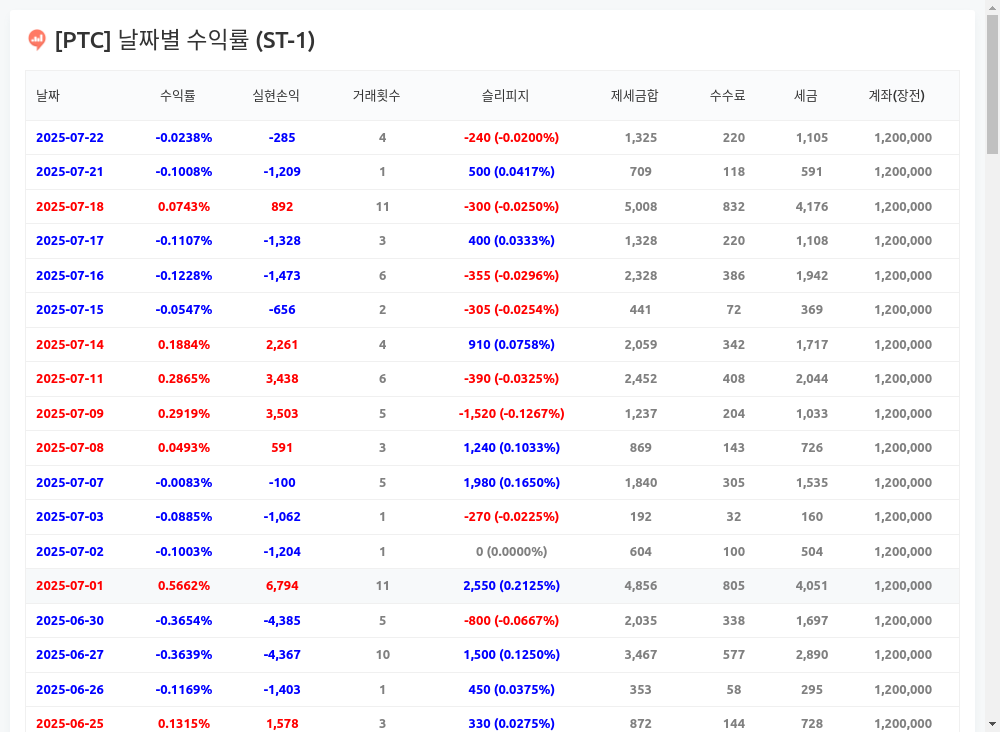 [PTC] 날짜별 수익률 (ST-1)
날짜 수익률 실현손익 거래횟수 슬리피지 제세금합 수수료 세금 계좌(장전)
2025-07-22 -0.0238% -285 4 -240 (-0.0200%) 1,325 220 1,105 1,200,000
2025-07-21 -0.1008% -1,209 1 500 (0.0417%) 709 118 591 1,200,000
2025-07-18 0.0743% 892 11 -300 (-0.0250%) 5,008 832 4,176 1,200,000
2025-07-17 -0.1107% -1,328 3 400 (0.0333%) 1,328 220 1,108 1,200,000
2025-07-16 -0.1228% -1,473 6 -355 (-0.0296%) 2,328 386 1,942 1,200,000
2025-07-15 -0.0547% -656 2 -305 (-0.0254%) 441 72 369 1,200,000
2025-07-14 0.1884% 2,261 4 910 (0.0758%) 2,059 342 1,717 1,200,000
2025-07-11 0.2865% 3,438 6 -390 (-0.0325%) 2,452 408 2,044 1,200,000
2025-07-09 0.2919% 3,503 5 -1,520 (-0.1267%) 1,237 204 1,033 1,200,000
2025-07-08 0.0493% 591 3 1,240 (0.1033%) 869 143 726 1,200,000
2025-07-07 -0.0083% -100 5 1,980 (0.1650%) 1,840 305 1,535 1,200,000
2025-07-03 -0.0885% -1,062 1 -270 (-0.0225%) 192 32 160 1,200,000
2025-07-02 -0.1003% -1,204 1 0 (0.0000%) 604 100 504 1,200,000
2025-07-01 0.5662% 6,794 11 2,550 (0.2125%) 4,856 805 4,051 1,200,000
2025-06-30 -0.3654% -4,385 5 -800 (-0.0667%) 2,035 338 1,697 1,200,000
2025-06-27 -0.3639% -4,367 10 1,500 (0.1250%) 3,467 577 2,890 1,200,000
2025-06-26 -0.1169% -1,403 1 450 (0.0375%) 353 58 295 1,200,000
2025-06-25 0.1315% 1,578 3 330 (0.0275%) 872 144 728 1,200,000